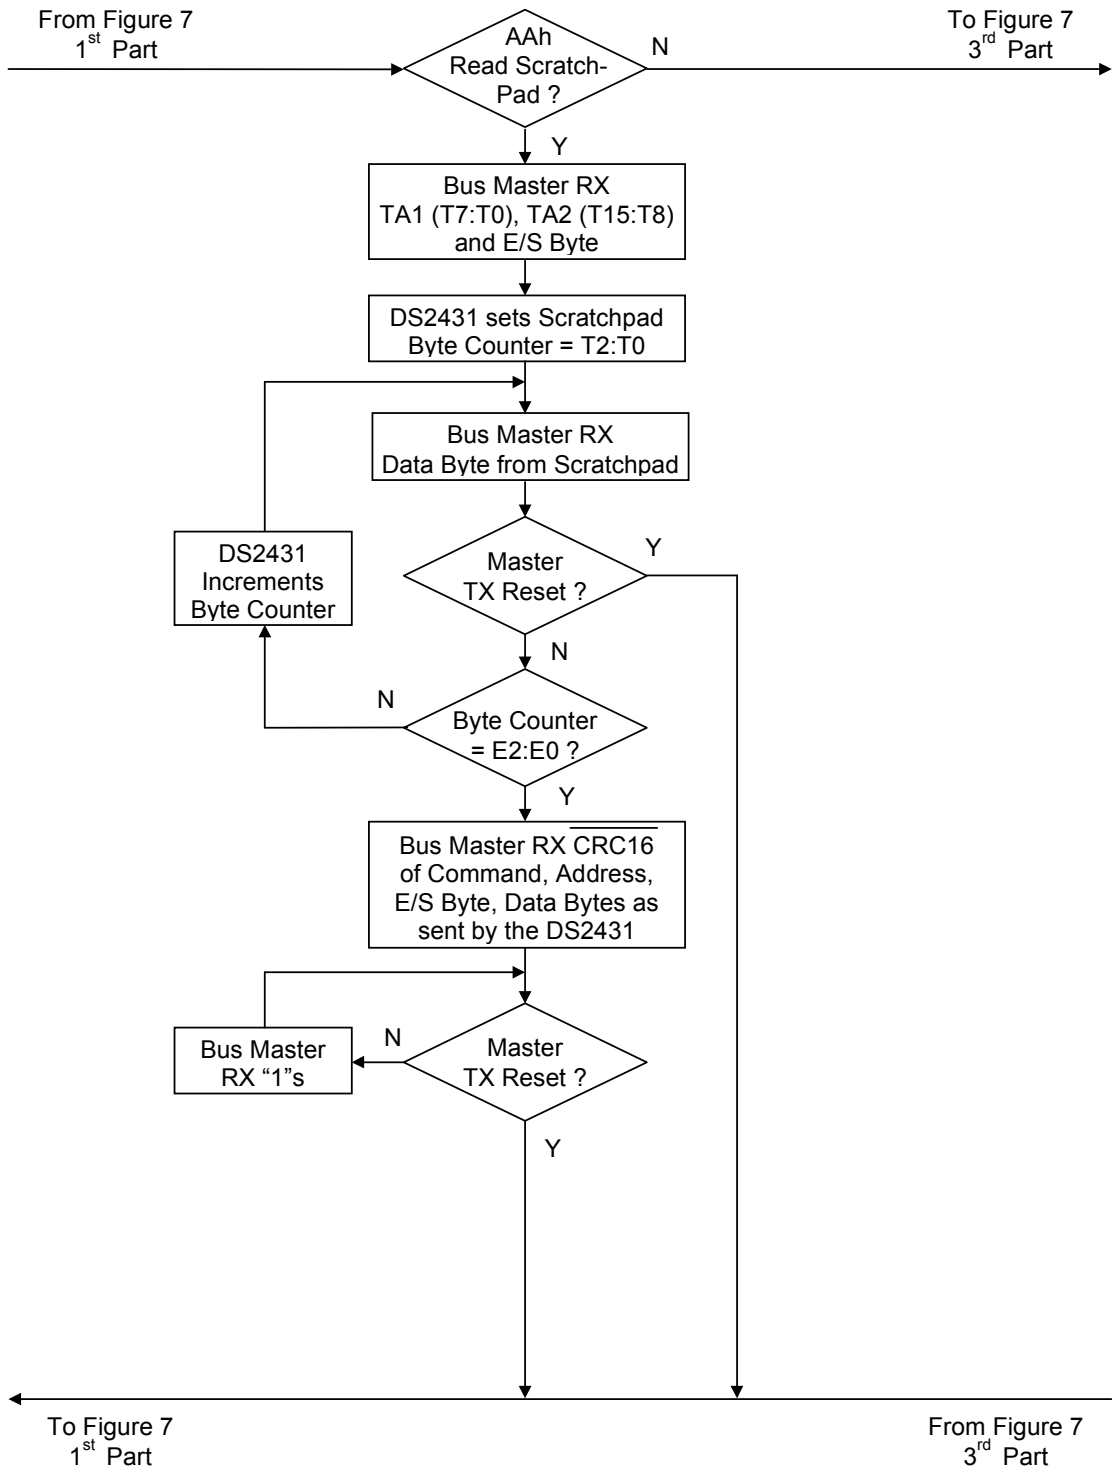 From Figure 7
1st Part
To Figure 7
3rd Part
AAh
Read Scratch-
Pad ?
N
Y
Bus Master RX
TA1 (T7:T0), TA2 (T15:T8)
and E/S Byte
DS2431 sets Scratchpad
Byte Counter = T2:T0
Bus Master RX
Data Byte from Scratchpad
DS2431
Increments
Byte Counter
Master
TX Reset ?
Y
N
N
Byte Counter
= E2:E0 ?
Y
Bus Master RX CRC16
of Command, Address,
E/S Byte, Data Bytes as
sent by the DS2431
Bus Master
RX “1”s
N
Master
TX Reset ?
Y
To Figure 7
1st Part
From Figure 7
3rd Part